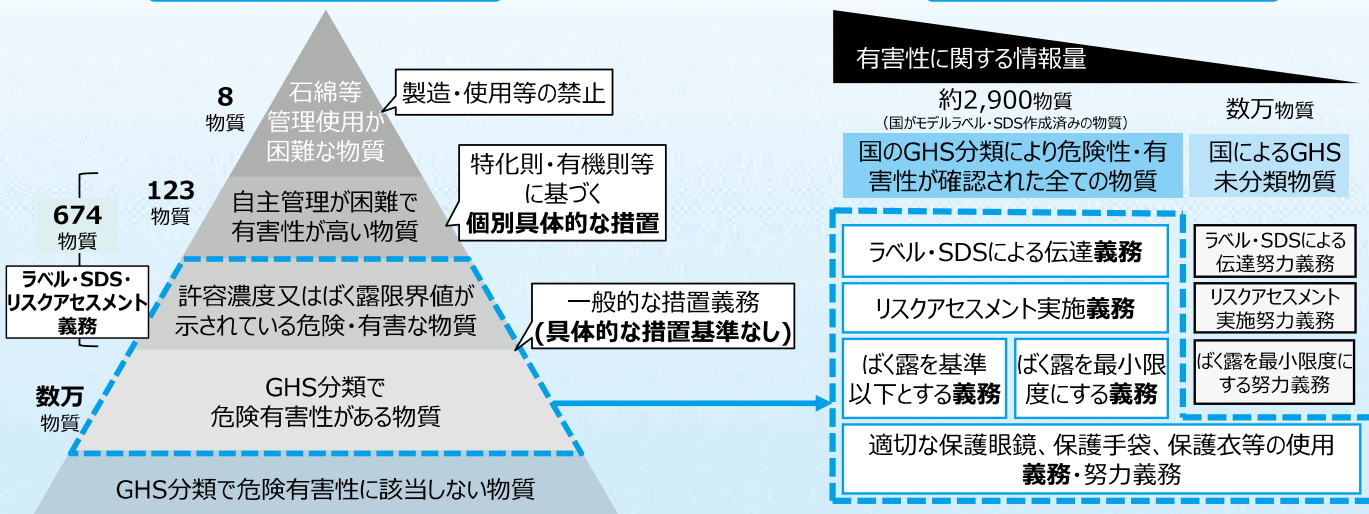 8
物質
石綿等
管理使用が
困難な物質
製造・使用等の禁止
123
物質
自主管理が困難で
有害性が高い物質
特化則・有機則等
に基づく
個別具体的な措置
674
物質
ラベル・SDS・
リスクアセスメント
義務
許容濃度又はばく露限界値が
示されている危険・有害な物質
一般的な措置義務
(具体的な措置基準なし)
数万
物質
GHS分類で
危険有害性がある物質
GHS分類で危険有害性に該当しない物質
有害性に関する情報量
約2,900物質
(国がモデルラベル・SDS作成済みの物質)
国のGHS分類により危険性・有
害性が確認された全ての物質
数万物質
国によるGHS
未分類物質
ラベル・SDSによる伝達義務
リスクアセスメント実施義務
ばく露を基準
以下とする義務
ばく露を最小限
度にする義務
ラベル・SDSによる
伝達努力義務
リスクアセスメント
実施努力義務
ばく露を最小限度に
する努力義務
適切な保護眼鏡、保護手袋、保護衣等の使用
義務・努力義務